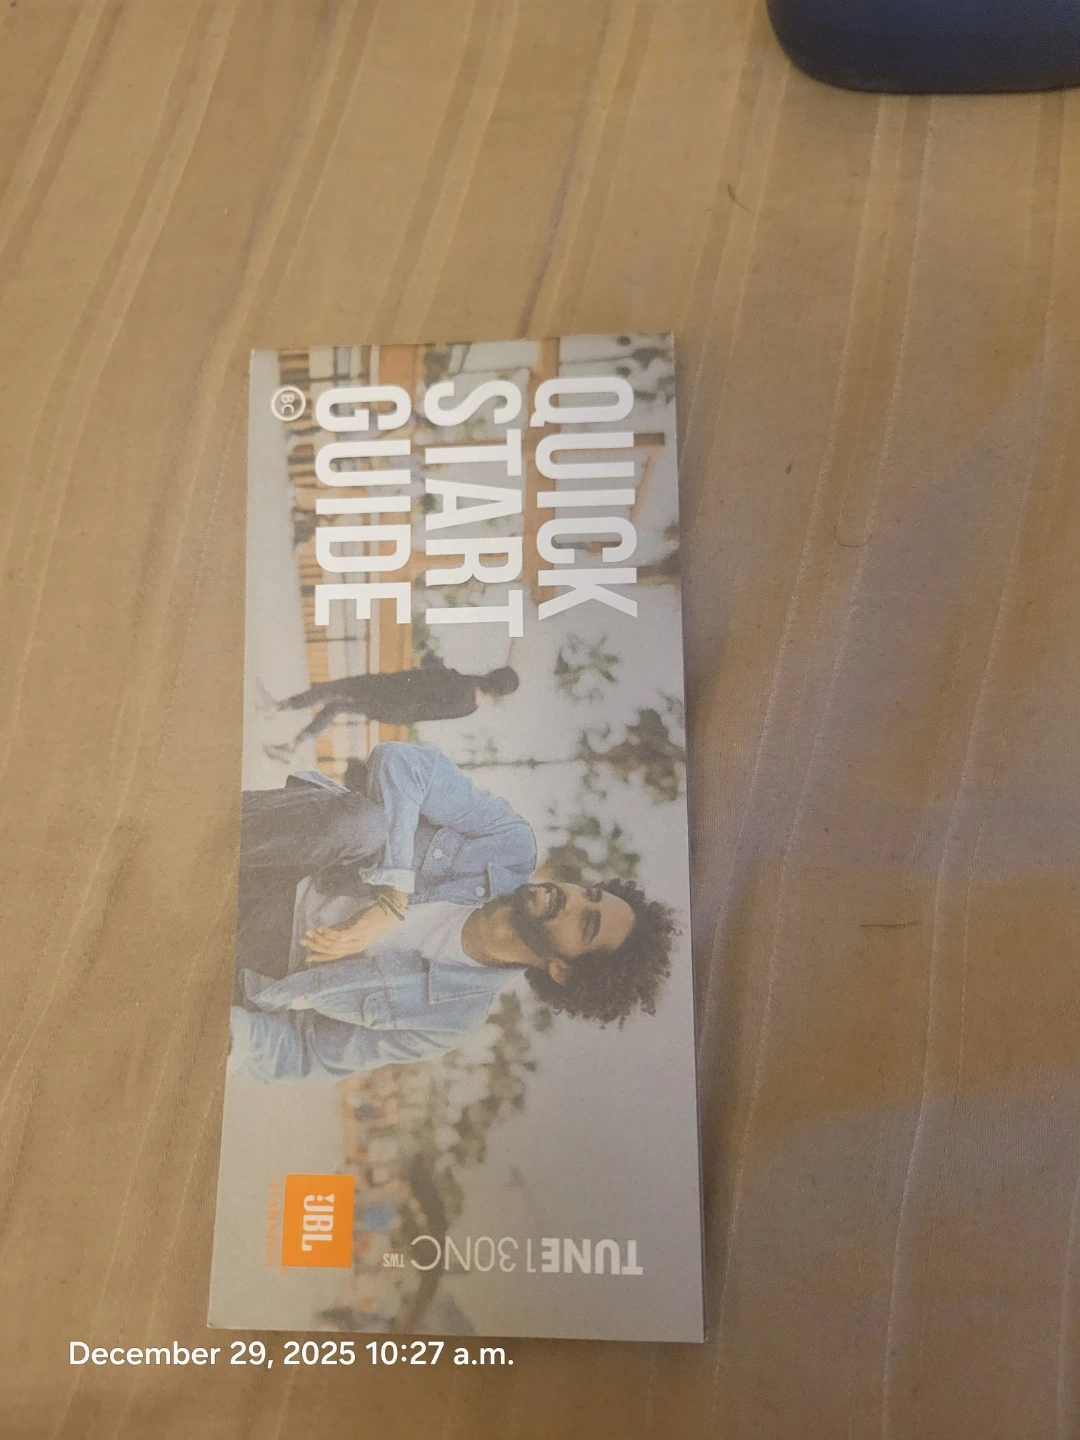 QUICK
START
GUIDE
BC
TUNE130NC TWS
JBL
December 29, 2025 10:27 a.m.